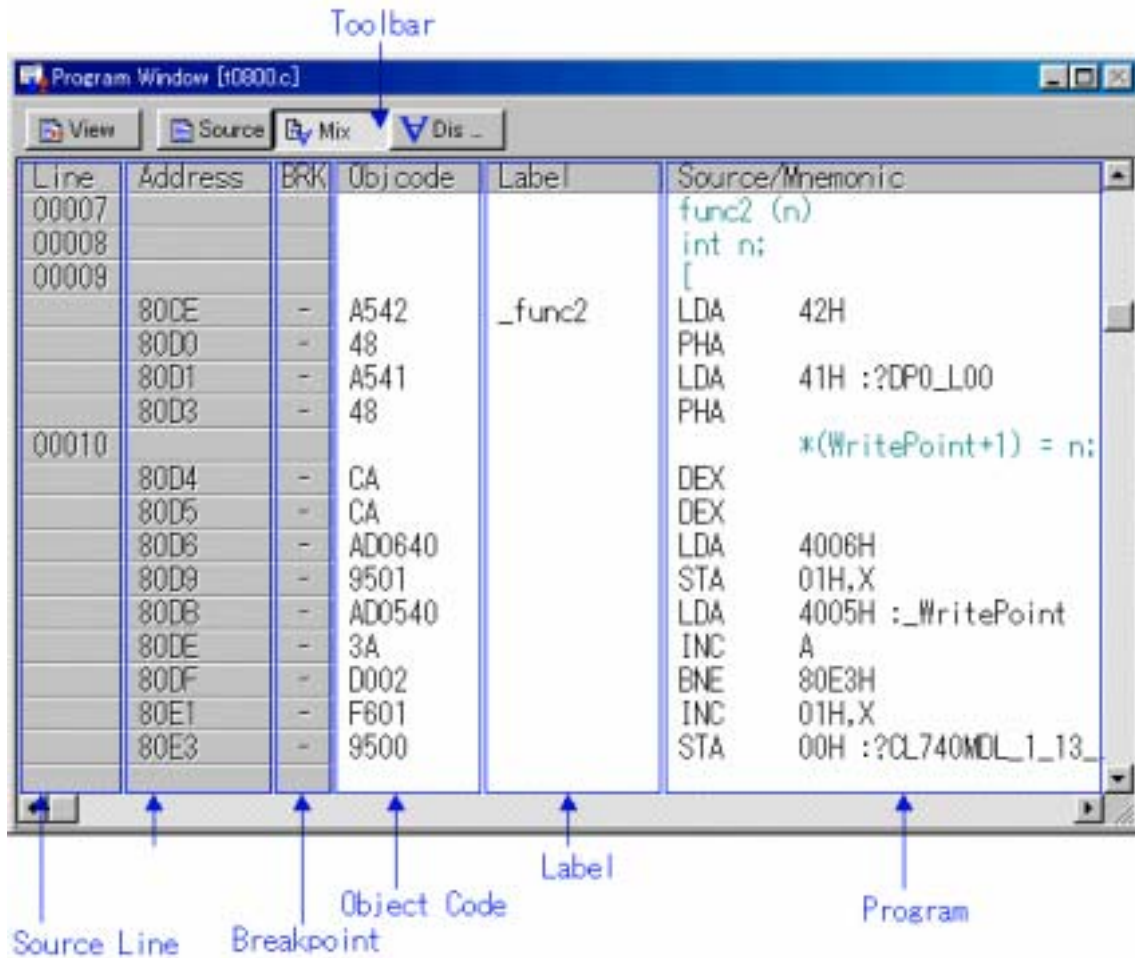 Toolbar
Program Window [t0800.c]
View Source Mix Dis ..
Line Address BRK Objcode Label Source/Mnemonic
00007 func2 (n)
00008 int n;
00009 [
80CE - A542 _func2 LDA 42H
80D0 - 48 PHA
80D1 - A541 LDA 41H :?DP0_L00
80D3 - 48 PHA
00010 *(WritePoint+1) = n;
80D4 - CA DEX
80D5 - CA DEX
80D6 - AD0640 LDA 4006H
80D9 - 9501 STA 01H,X
80DB - AD0540 LDA 4005H :_WritePoint
80DE - 3A INC A
80DF - D002 BNE 80E3H
80E1 - F601 INC 01H,X
80E3 - 9500 STA 00H :?CL740MDL_1_13_
Label
Object Code
Program
Source Line
Breakpoint